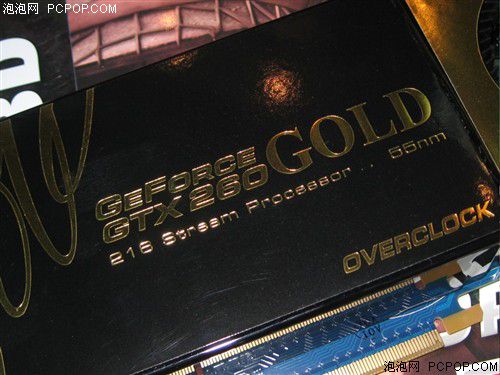 泡泡网 PCPOP.COM
GEFORCE
GTX 260 GOLD
216 Stream Processor .. 55nm
OVERCLOCK
10V
泡泡网 PCPOP.COM